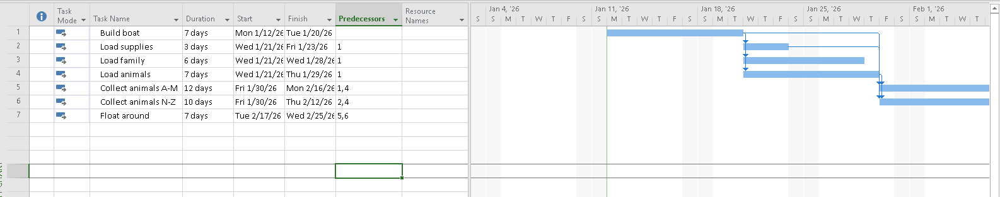 Jan 4, '26 Jan 11, '26 Jan 18, '26 Jan 25, '26 Feb 1, '26
Task Mode Task Name Duration Start Finish Predecessors Resource Names
S S M T W T F S S M T W T F S S M T W T F S S M T W T F S S M T W T
1 Build boat 7 days Mon 1/12/26 Tue 1/20/26
2 Load supplies 3 days Wed 1/21/26 Fri 1/23/26 1
3 Load family 6 days Wed 1/21/26 Wed 1/28/26 1
4 Load animals 7 days Wed 1/21/26 Thu 1/29/26 1
5 Collect animals A-M 12 days Fri 1/30/26 Mon 2/16/26 1,4
6 Collect animals N-Z 10 days Fri 1/30/26 Thu 2/12/26 2,4
7 Float around 7 days Tue 2/17/26 Wed 2/25/26 5,6